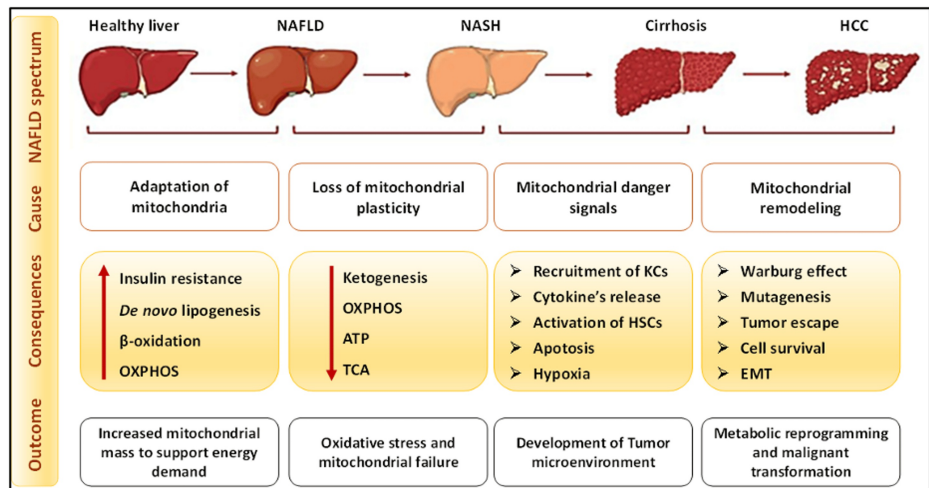 NAFLD spectrum
Healthy liver
NAFLD
NASH
Cirrhosis
HCC
Cause
Adaptation of
mitochondria
Loss of mitochondrial
plasticity
Mitochondrial danger
signals
Mitochondrial
remodeling
Consequences
Insulin resistance
De novo lipogenesis
β-oxidation
OXPHOS
Ketogenesis
OXPHOS
ATP
TCA
Recruitment of KCs
Cytokine’s release
Activation of HSCs
Apotosis
Hypoxia
Warburg effect
Mutagenesis
Tumor escape
Cell survival
EMT
Outcome
Increased mitochondrial
mass to support energy
demand
Oxidative stress and
mitochondrial failure
Development of Tumor
microenvironment
Metabolic reprogramming
and malignant
transformation